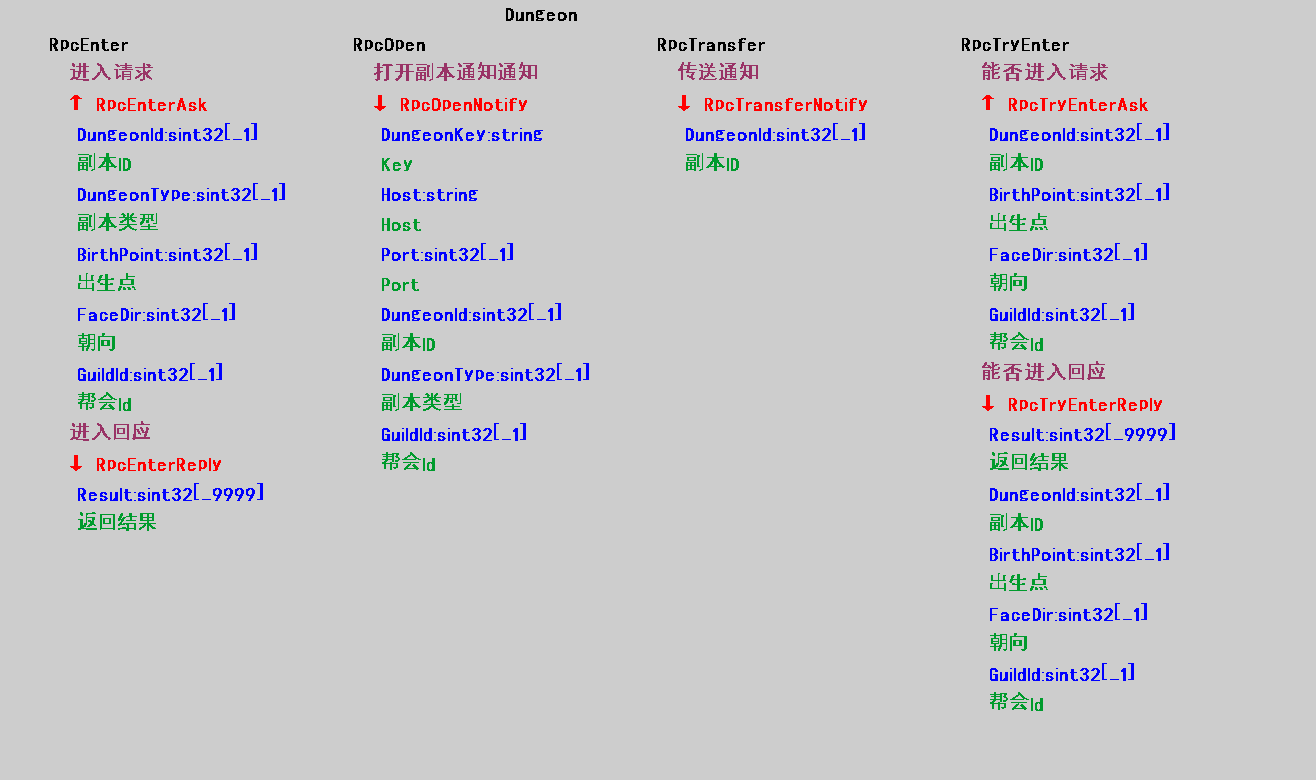 Dungeon
RpcEnter
进入请求
↑ RpcEnterAsk
DungeonId:sint32[_1]
副本ID
DungeonType:sint32[_1]
副本类型
BirthPoint:sint32[_1]
出生点
FaceDir:sint32[_1]
朝向
GuildId:sint32[_1]
帮会Id
进入回应
↓ RpcEnterReply
Result:sint32[_9999]
返回结果
RpcOpen
打开副本通知通知
↓ RpcOpenNotify
DungeonKey:string
Key
Host:string
Host
Port:sint32[_1]
Port
DungeonId:sint32[_1]
副本ID
DungeonType:sint32[_1]
副本类型
GuildId:sint32[_1]
帮会Id
RpcTransfer
传送通知
↓ RpcTransferNotify
DungeonId:sint32[_1]
副本ID
RpcTryEnter
能否进入请求
↑ RpcTryEnterAsk
DungeonId:sint32[_1]
副本ID
BirthPoint:sint32[_1]
出生点
FaceDir:sint32[_1]
朝向
GuildId:sint32[_1]
帮会Id
能否进入回应
↓ RpcTryEnterReply
Result:sint32[_9999]
返回结果
DungeonId:sint32[_1]
副本ID
BirthPoint:sint32[_1]
出生点
FaceDir:sint32[_1]
朝向
GuildId:sint32[_1]
帮会Id